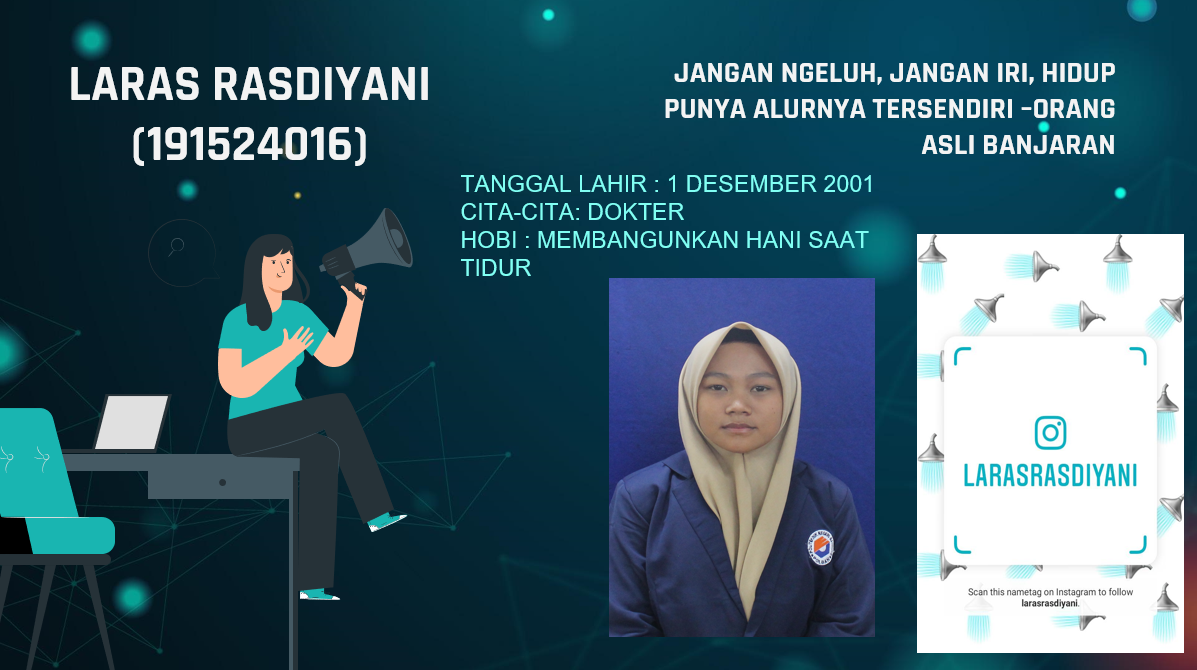 LARAS RASDIYANI
(191524016)
JANGAN NGELUH, JANGAN IRI, HIDUP
PUNYA ALURNYA TERSENDIRI -ORANG
ASLI BANJARAN
TANGGAL LAHIR : 1 DESEMBER 2001
CITA-CITA: DOKTER
HOBI : MEMBANGUNKAN HANI SAAT
TIDUR
LARASRASDIYANI
Scan this nametag on Instagram to follow
larasrasdiyani.